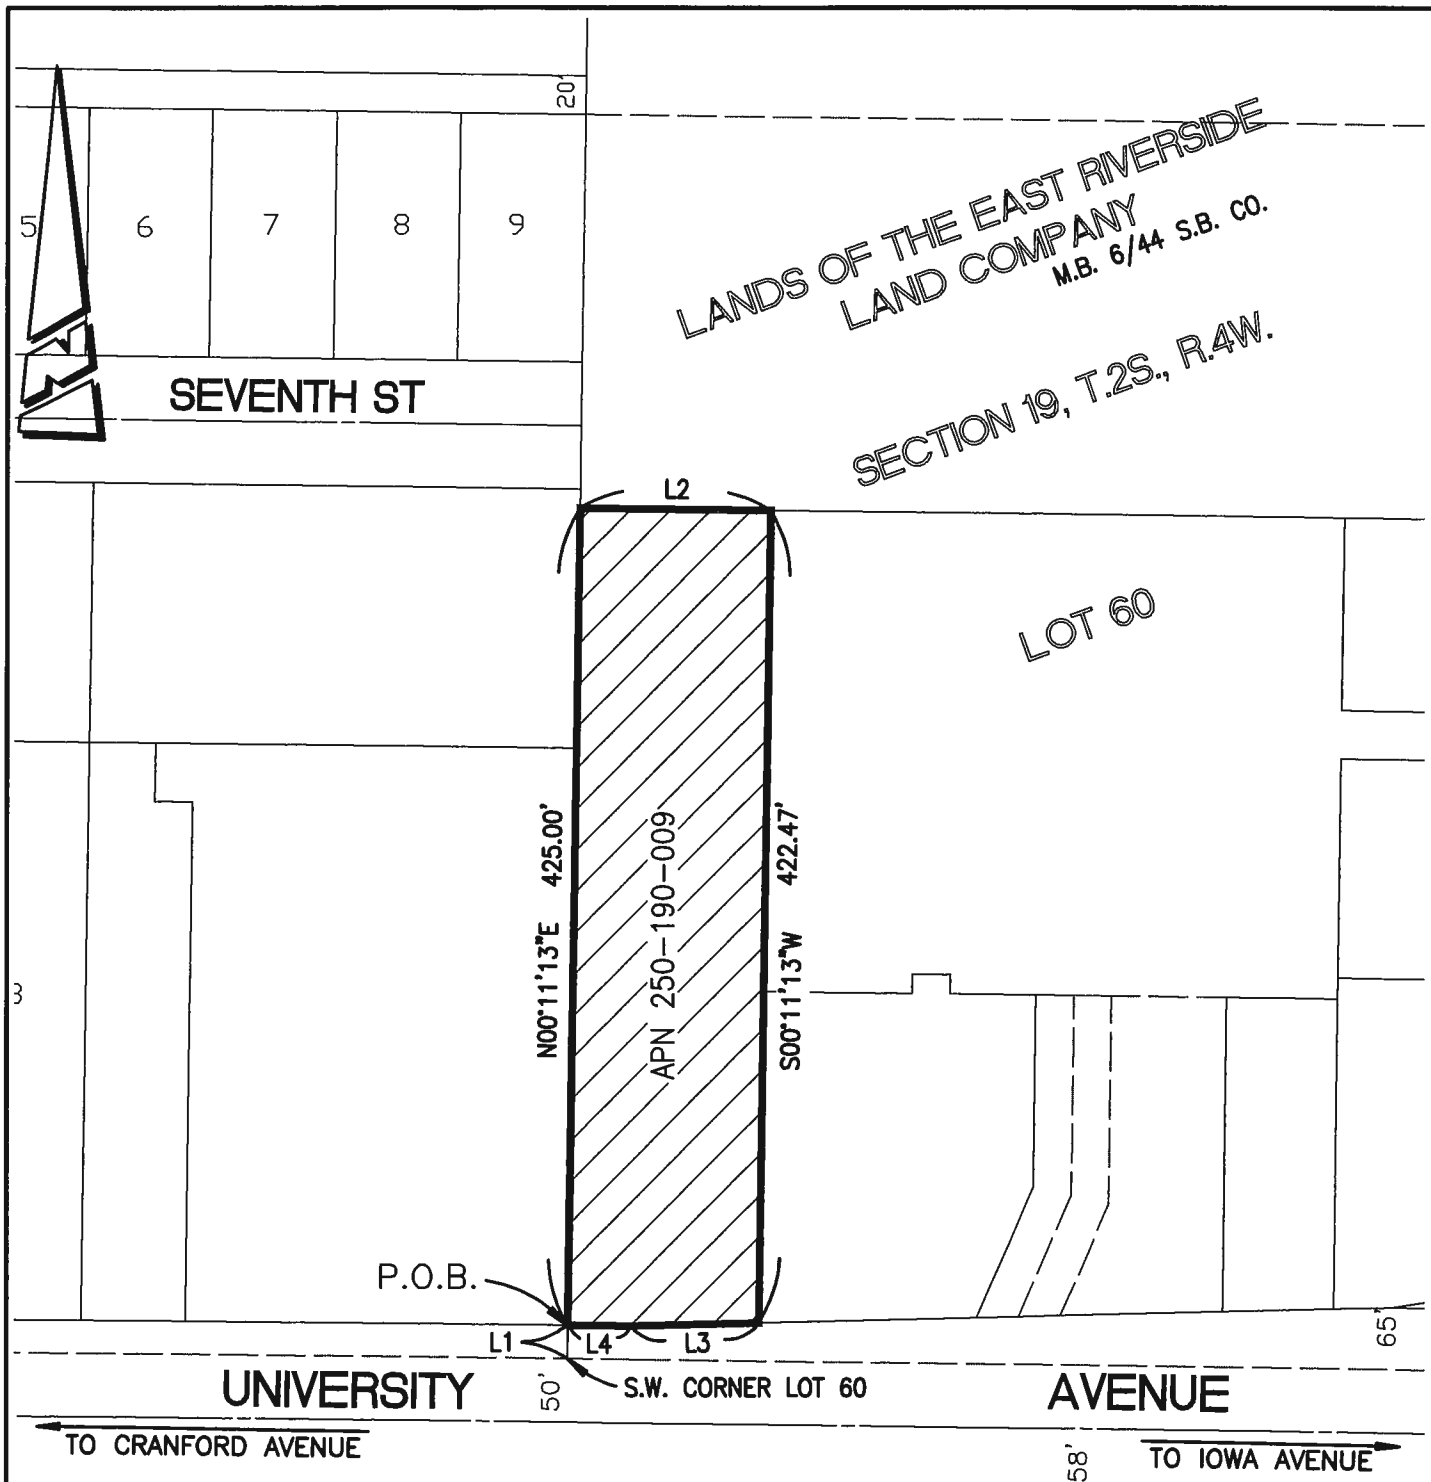 20'
5
6
7
8
9
LANDS OF THE EAST RIVERSIDE
LAND COMPANY
M.B. 6/44 S.B. CO.
SEVENTH ST
SECTION 19, T.2S., R.4W.
L2
LOT 60
N00°11'13"E 425.00'
APN 250-190-009
S00°11'13"W 422.47'
P.O.B.
L1
L4
L3
65'
UNIVERSITY
50'
S.W. CORNER LOT 60
AVENUE
TO CRANFORD AVENUE
58'
TO IOWA AVENUE